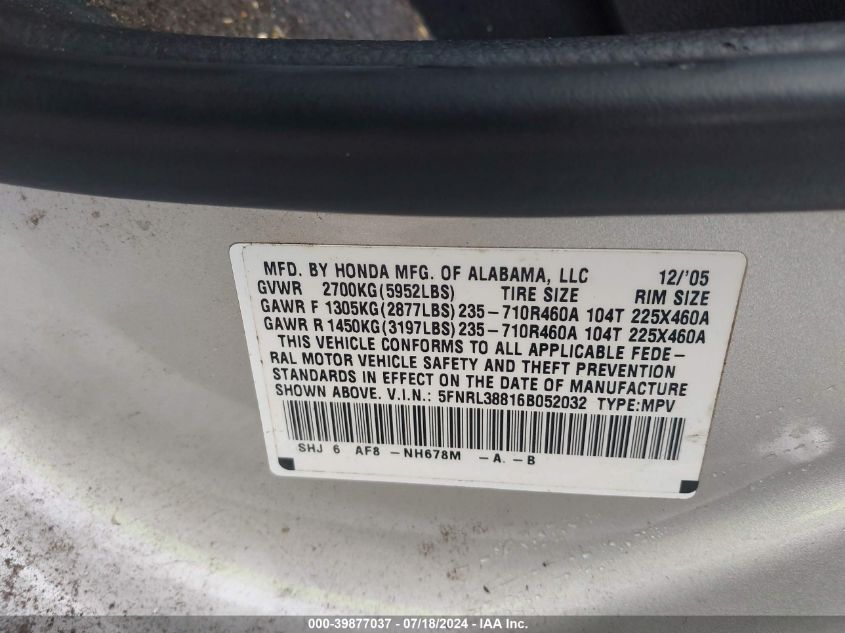 MFD. BY HONDA MFG. OF ALABAMA, LLC 12/'05
GVWR 2700KG(5952LBS) TIRE SIZE RIM SIZE
GAWR F 1305KG(2877LBS) 235-710R460A 104T 225X460A
GAWR R 1450KG(3197LBS) 235-710R460A 104T 225X460A
THIS VEHICLE CONFORMS TO ALL APPLICABLE FEDE-
RAL MOTOR VEHICLE SAFETY AND THEFT PREVENTION
STANDARDS IN EFFECT ON THE DATE OF MANUFACTURE
SHOWN ABOVE. V.I.N.: 5FNRL38816B052032 TYPE:MPV
SHJ 6 AF8 -NH678M -A. -B
000-39877037 - 07/18/2024 - IAA Inc.